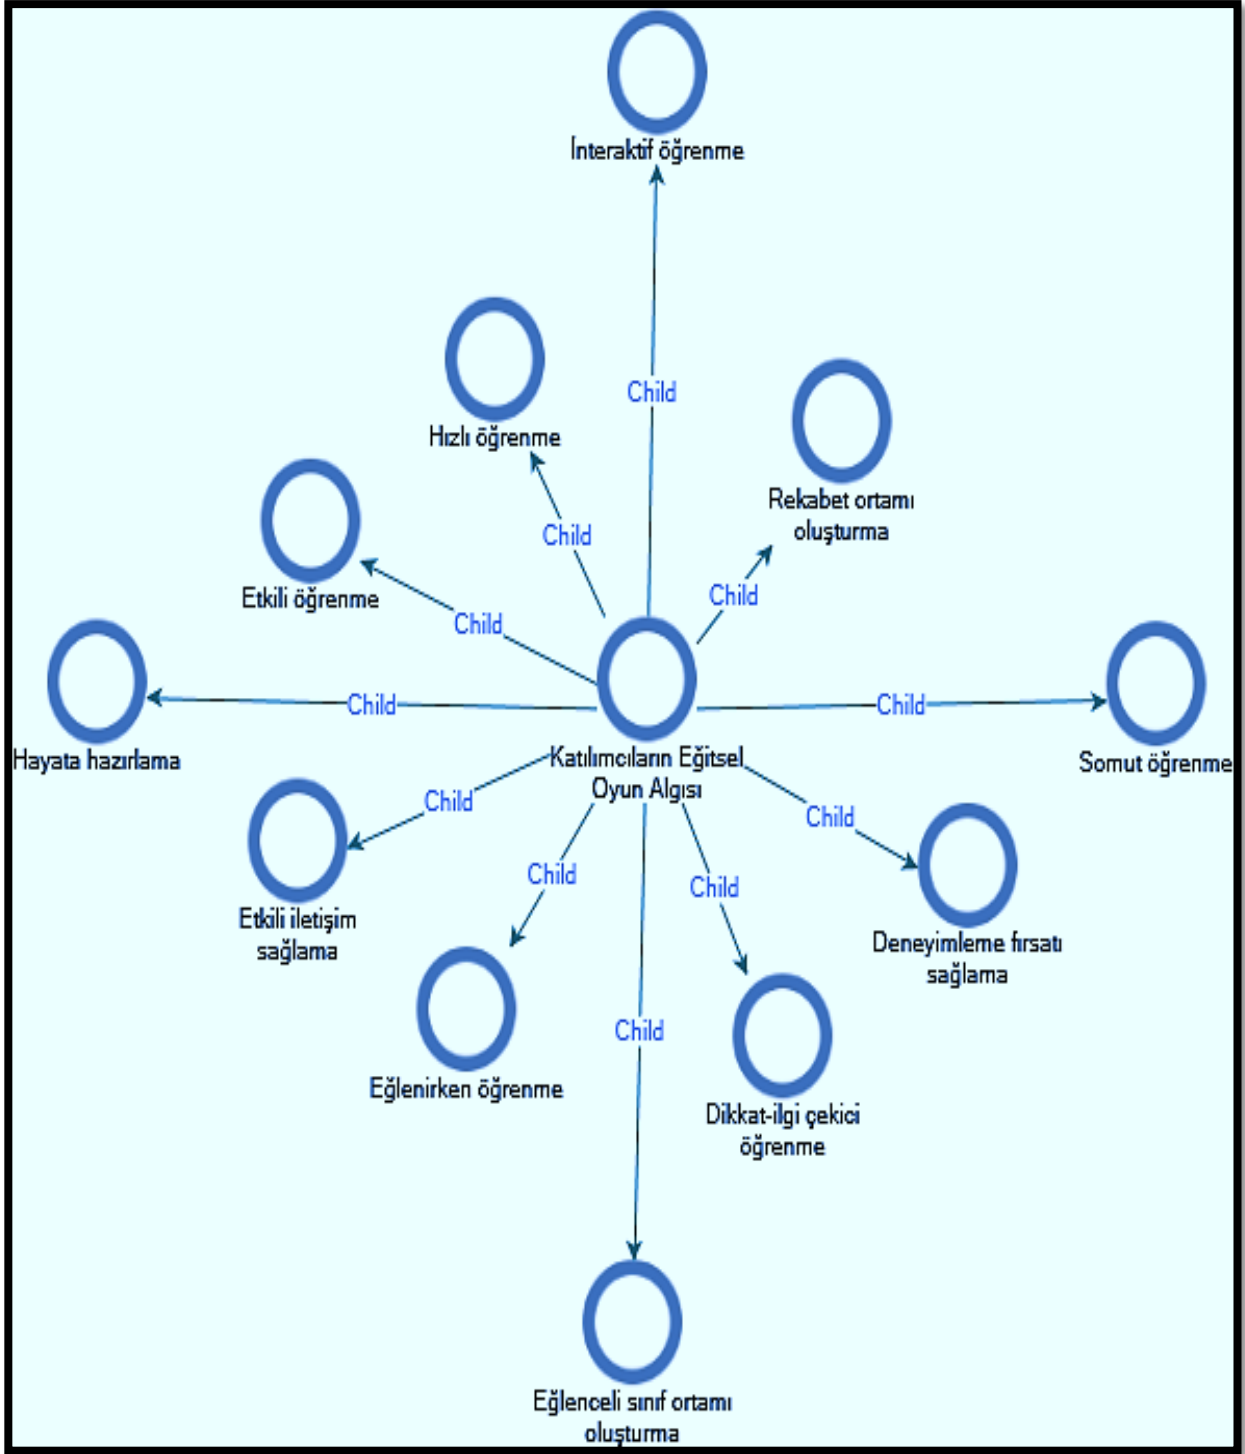 İnteraktif öğrenme
Child
Hızlı öğrenme
Child
Rekabet ortamı
oluşturma
Child
Etkili öğrenme
Child
Hayata hazırlama
Child
Katılımcıların Eğitsel
Oyun Algısı
Child
Somut öğrenme
Child
Etkili iletişim
sağlama
Child
Deneyimleme fırsatı
sağlama
Child
Eğlenirken öğrenme
Child
Dikkat-ilgi çekici
öğrenme
Child
Eğlenceli sınıf ortamı
oluşturma